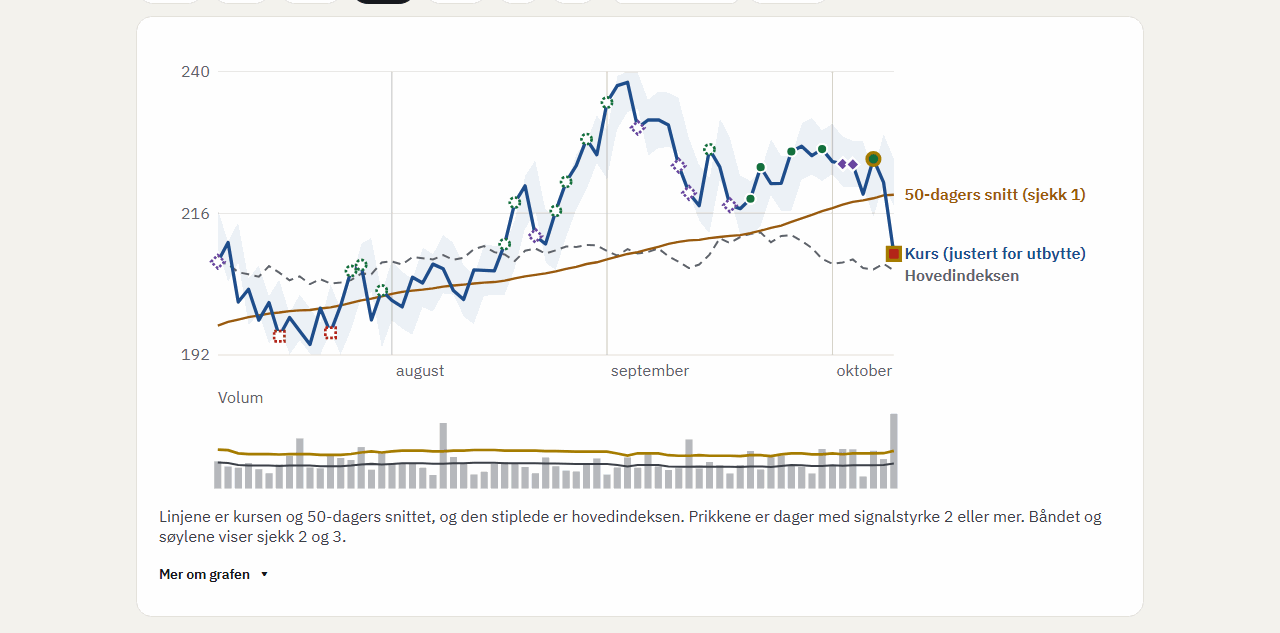 240
50-dagers snitt (sjekk 1)
216
Kurs (justert for utbytte)
Hovedindeksen
192
august
september
oktober
Volum
Linjene er kursen og 50-dagers snittet, og den stiplede er hovedindeksen. Prikkene er dager med signalstyrke 2 eller mer. Båndet og
søylene viser sjekk 2 og 3.
Mer om grafen